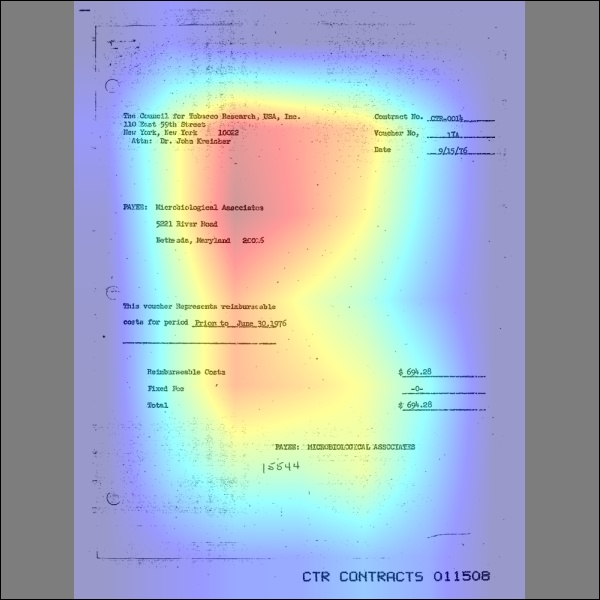 The Council for Tobacco Research, USA, Inc.
110 East 59th Street
New York, New York 10022
Attn: Dr. John Kreisher
Contract No. CTR-0014
Voucher No, 17A
Date 9/15/76
PAYEE: Microbiological Associates
5221 River Road
Bethesda, Maryland
This voucher Represents reimbursable
costs for period Prior to June 30,1976
Reimburseable Costs $ 694.28
Fixed Fee -0-
Total $ 694.28
PAYEE: MICROBIOLOGICAL ASSOCIATES
15544
CTR CONTRACTS 011508